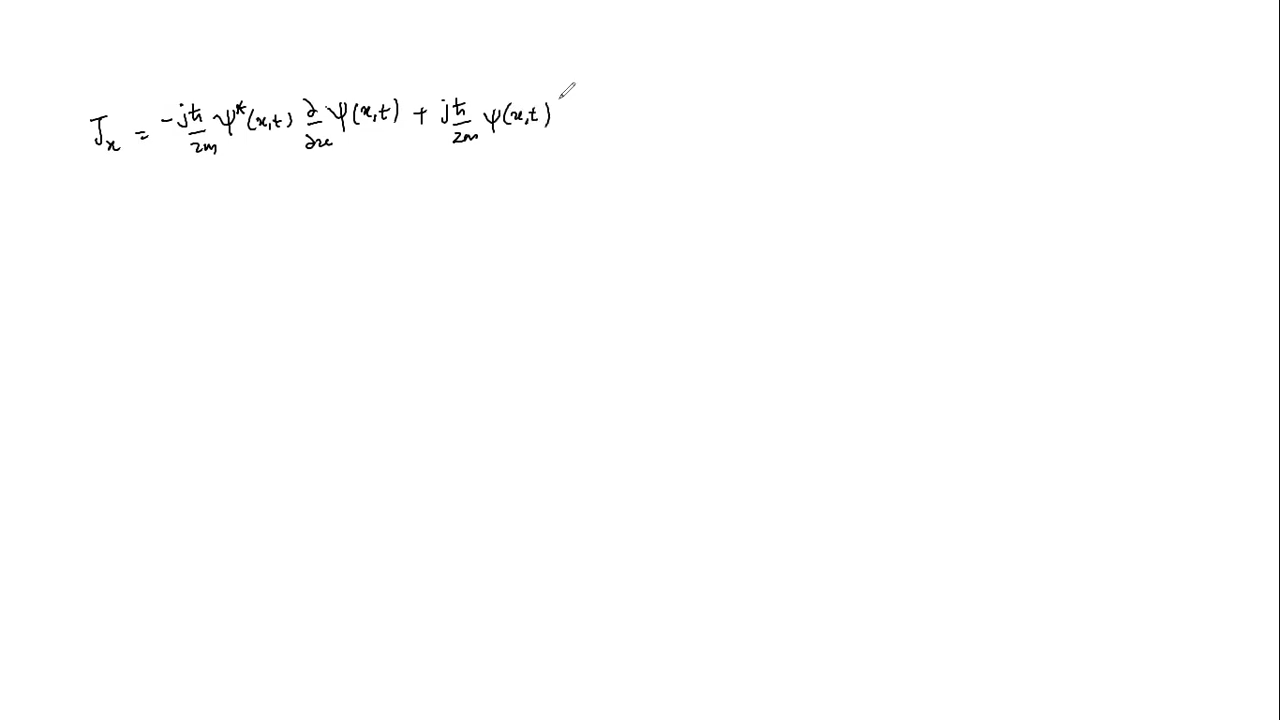 J_x = -jℏ/2m ψ*(x,t) ∂/∂x ψ(x,t) + jℏ/2m ψ(x,t)